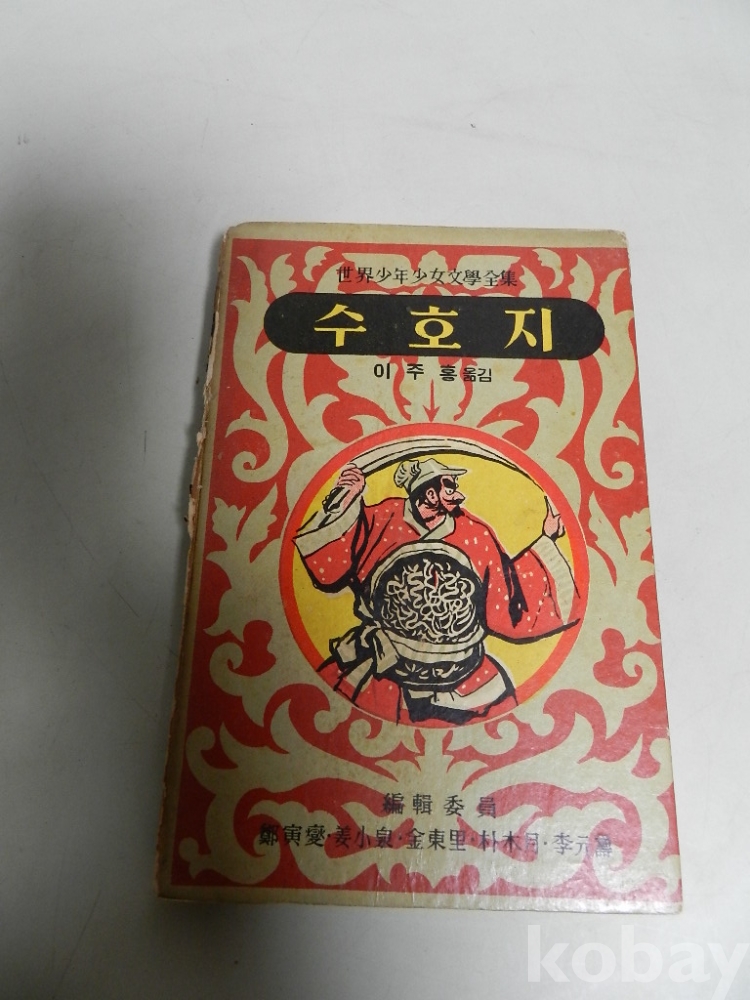 世界少年少女文學全集
수호지
이주홍 옮김
編輯委員
鄭寅燮·姜小泉·金東里·朴木月·李元壽
kobay